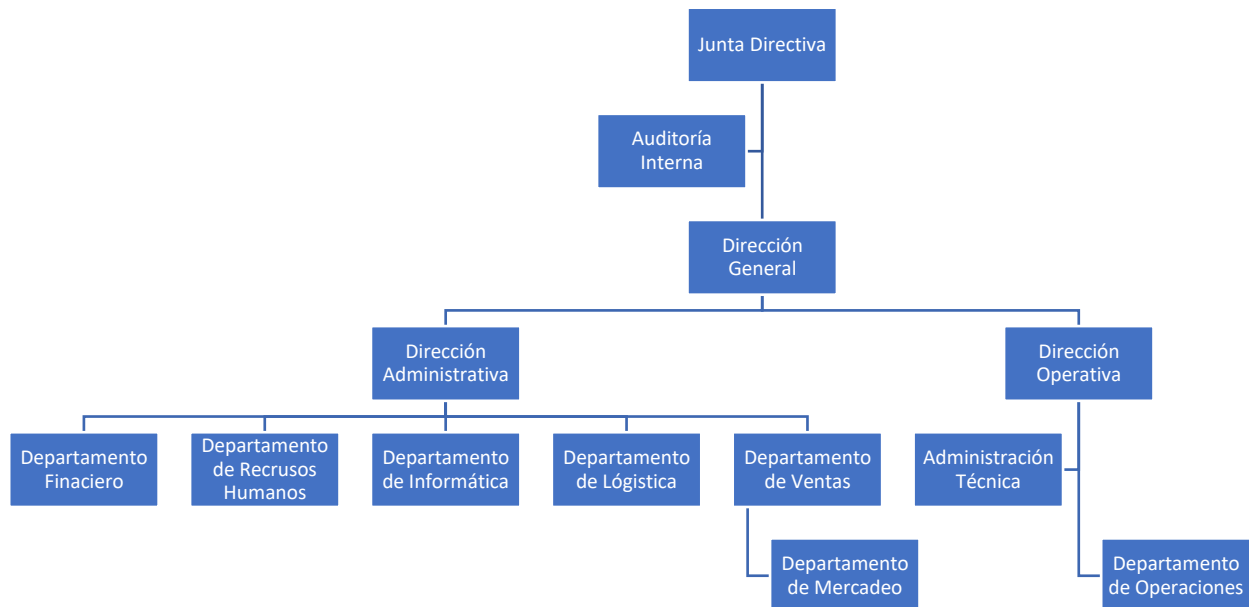 Junta Directiva
Auditoría
Interna
Dirección
General
Dirección
Administrativa
Dirección
Operativa
Departamento
Finaciero
Departamento
de Recrusos
Humanos
Departamento
de Informática
Departamento
de Lógistica
Departamento
de Ventas
Administración
Técnica
Departamento
de Mercadeo
Departamento
de Operaciones